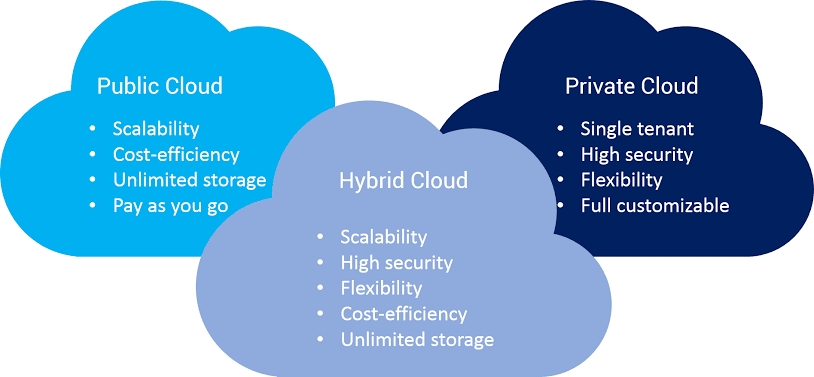 Public Cloud
• Scalability
• Cost-efficiency
• Unlimited storage
• Pay as you go
Private Cloud
• Single tenant
• High security
• Flexibility
• Full customizable
Hybrid Cloud
• Scalability
• High security
• Flexibility
• Cost-efficiency
• Unlimited storage